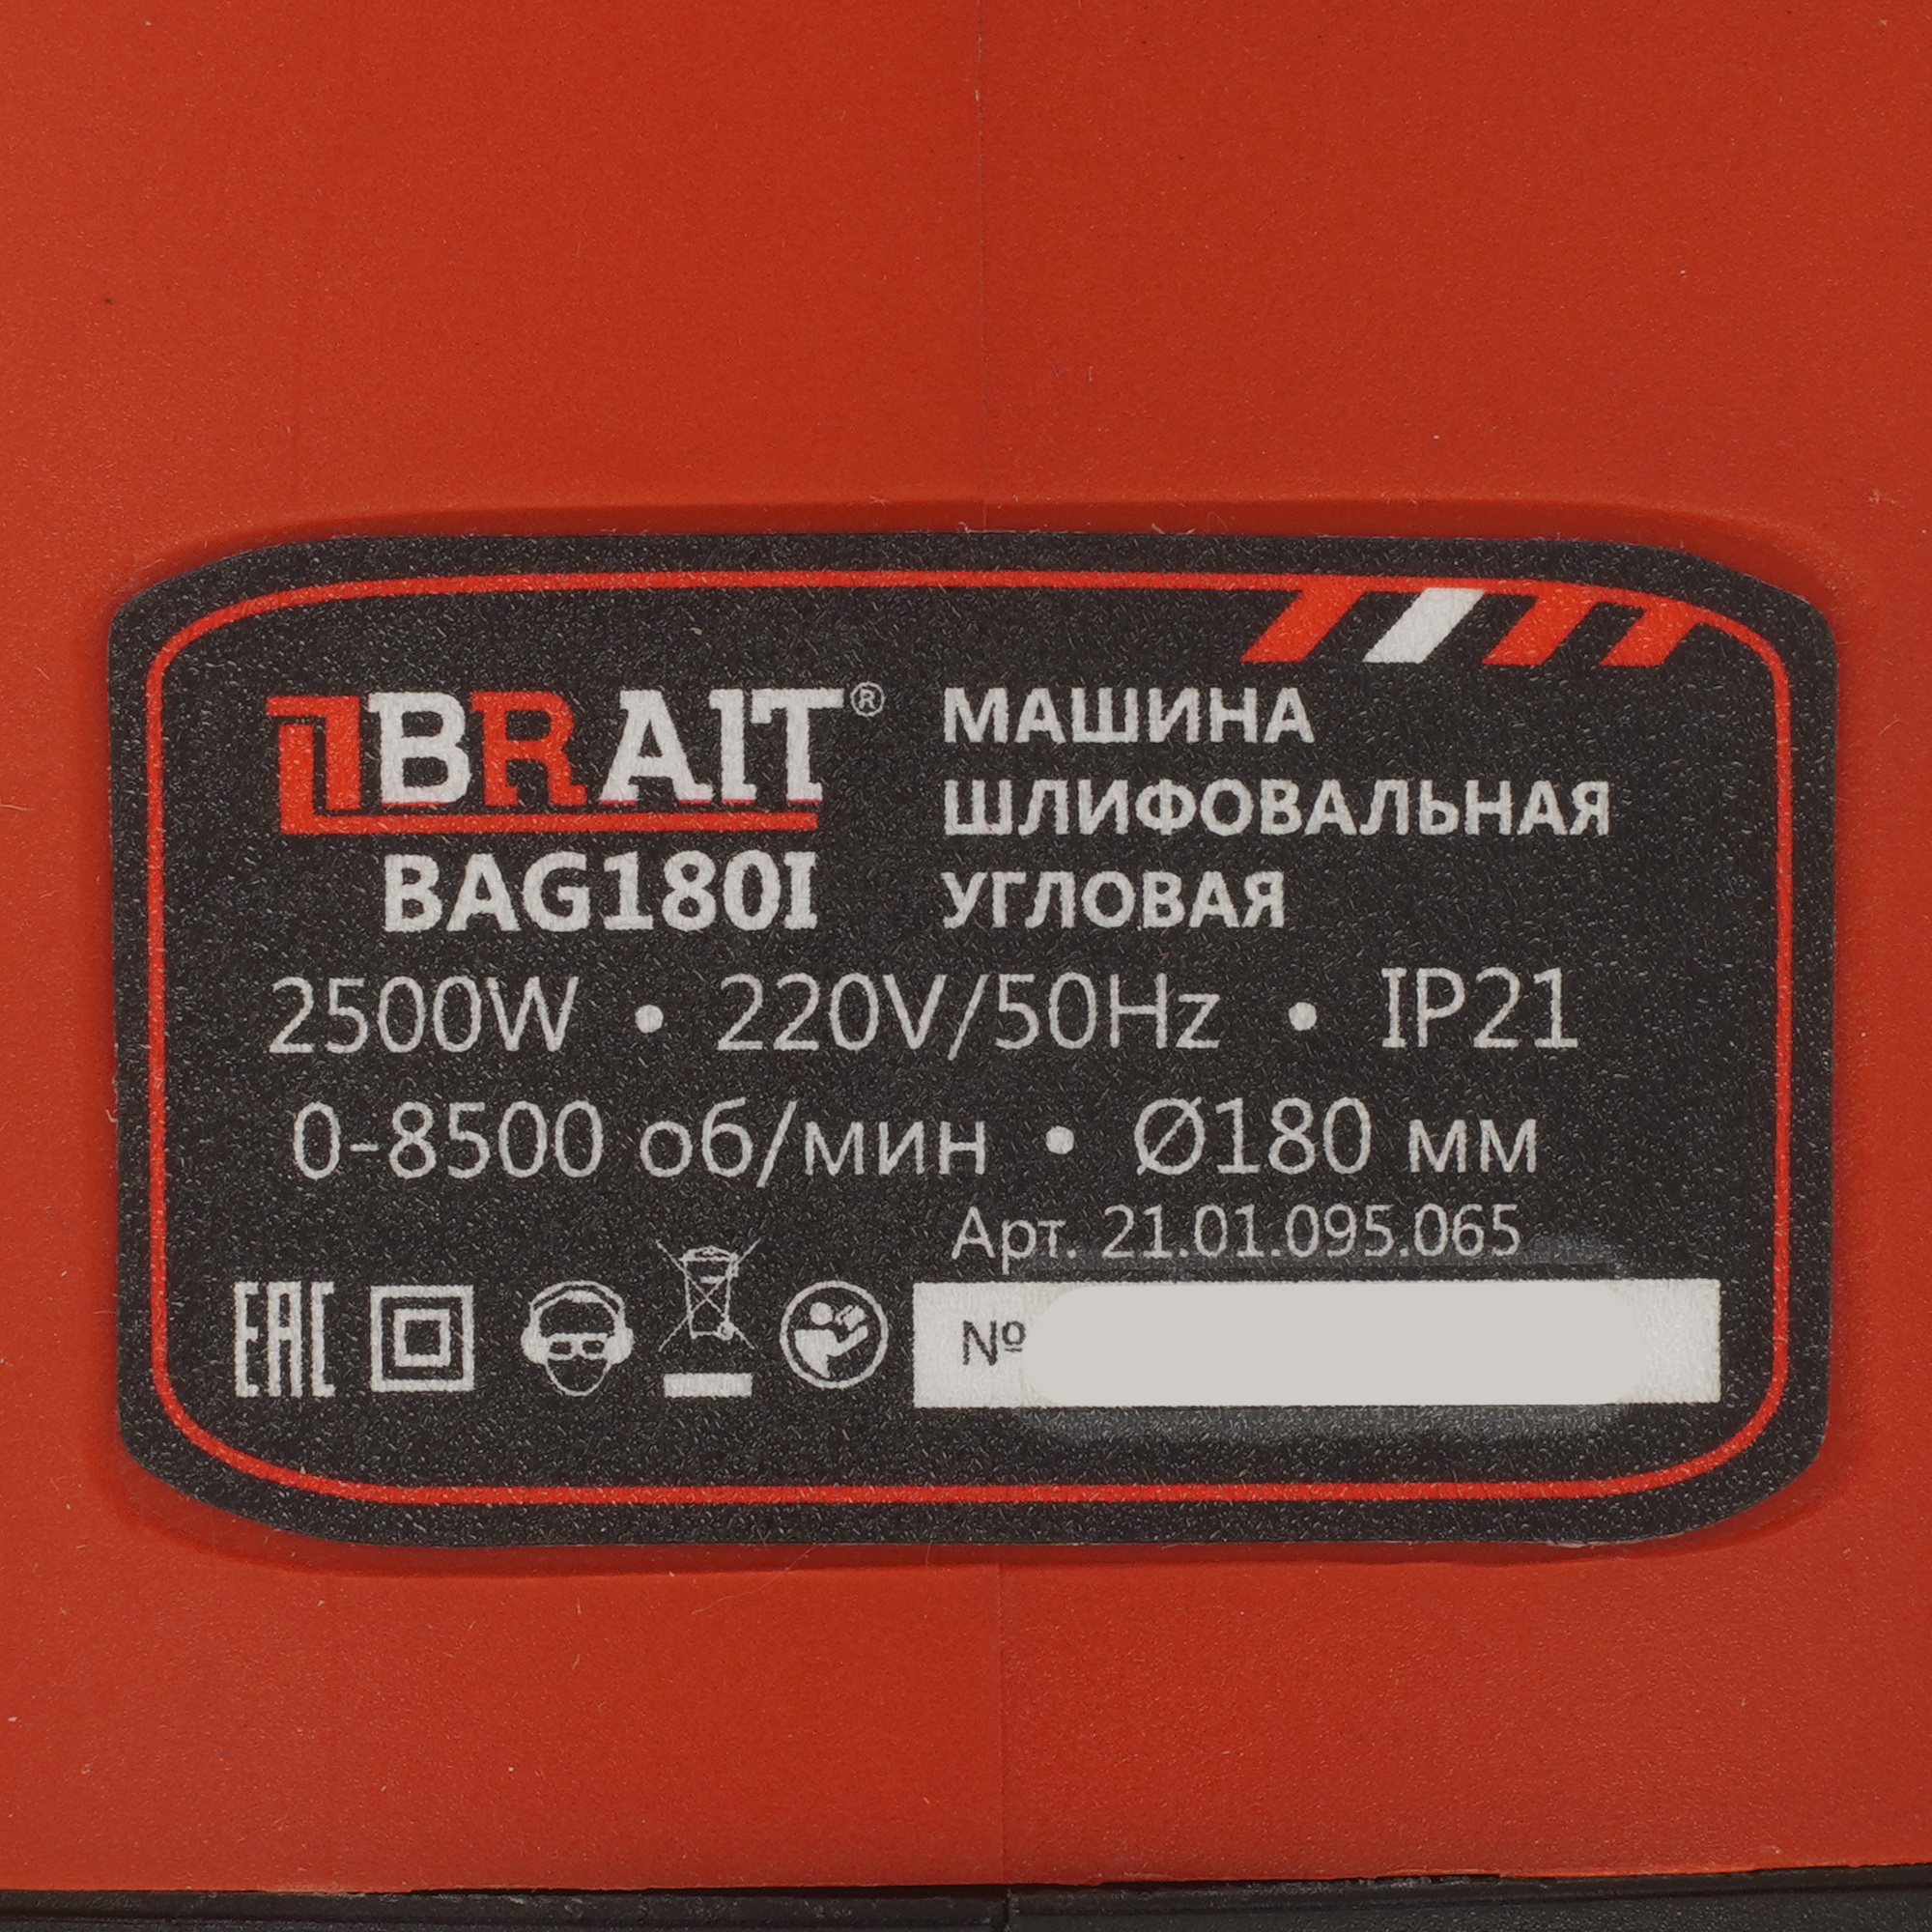 BRAIT®
BAG180I
МАШИНА
ШЛИФОВАЛЬНАЯ
УГЛОВАЯ
2500W • 220V/50Hz • IP21
0-8500 об/мин • Ø180 мм
Арт. 21.01.095.065
EAC
№